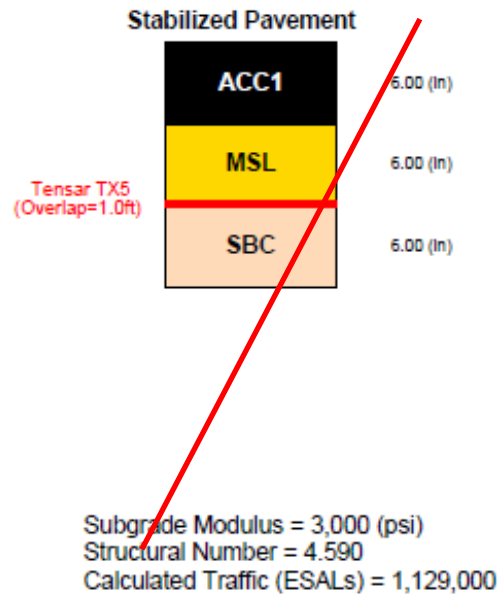 Stabilized Pavement
ACC1 6.00 (in)
MSL 6.00 (in)
Tensar TX5
(Overlap=1.0ft)
SBC 6.00 (in)
Subgrade Modulus = 3,000 (psi)
Structural Number = 4.590
Calculated Traffic (ESALs) = 1,129,000